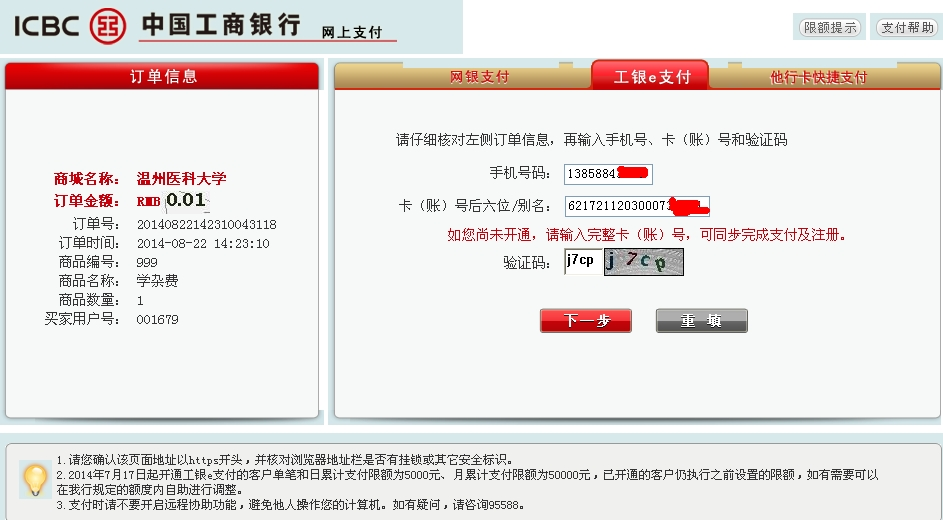 ICBC 中国工商银行 网上支付
限额提示 支付帮助
订单信息
网银支付 工银e支付 他行卡快捷支付
请仔细核对左侧订单信息，再输入手机号、卡（账）号和验证码
手机号码： 1385884
卡（账）号后六位/别名： 62172112030007
如您尚未开通，请输入完整卡（账）号，可同步完成支付及注册。
验证码： j7cp j7cp
下一步 重 填
商城名称： 温州医科大学
订单金额： RMB 0.01
订单号： 20140822142310043118
订单时间： 2014-08-22 14:23:10
商品编号： 999
商品名称： 学杂费
商品数量： 1
买家用户号： 001679
1.请您确认该页面地址以https开头，并核对浏览器地址栏是否有挂锁或其它安全标识。
2.2014年7月17日起开通工银e支付的客户单笔和日累计支付限额为5000元、月累计支付限额为50000元，已开通的客户仍执行之前设置的限额，如有需要可以
在我行规定的额度内自助进行调整。
3.支付时请不要开启远程协助功能，避免他人操作您的计算机。如有疑问，请咨询95588。